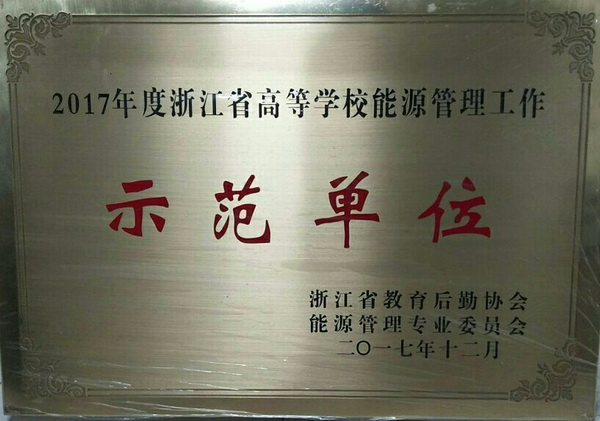 2017年度浙江省高等学校能源管理工作
示范单位
浙江省教育后勤协会
能源管理专业委员会
二〇一七年十二月